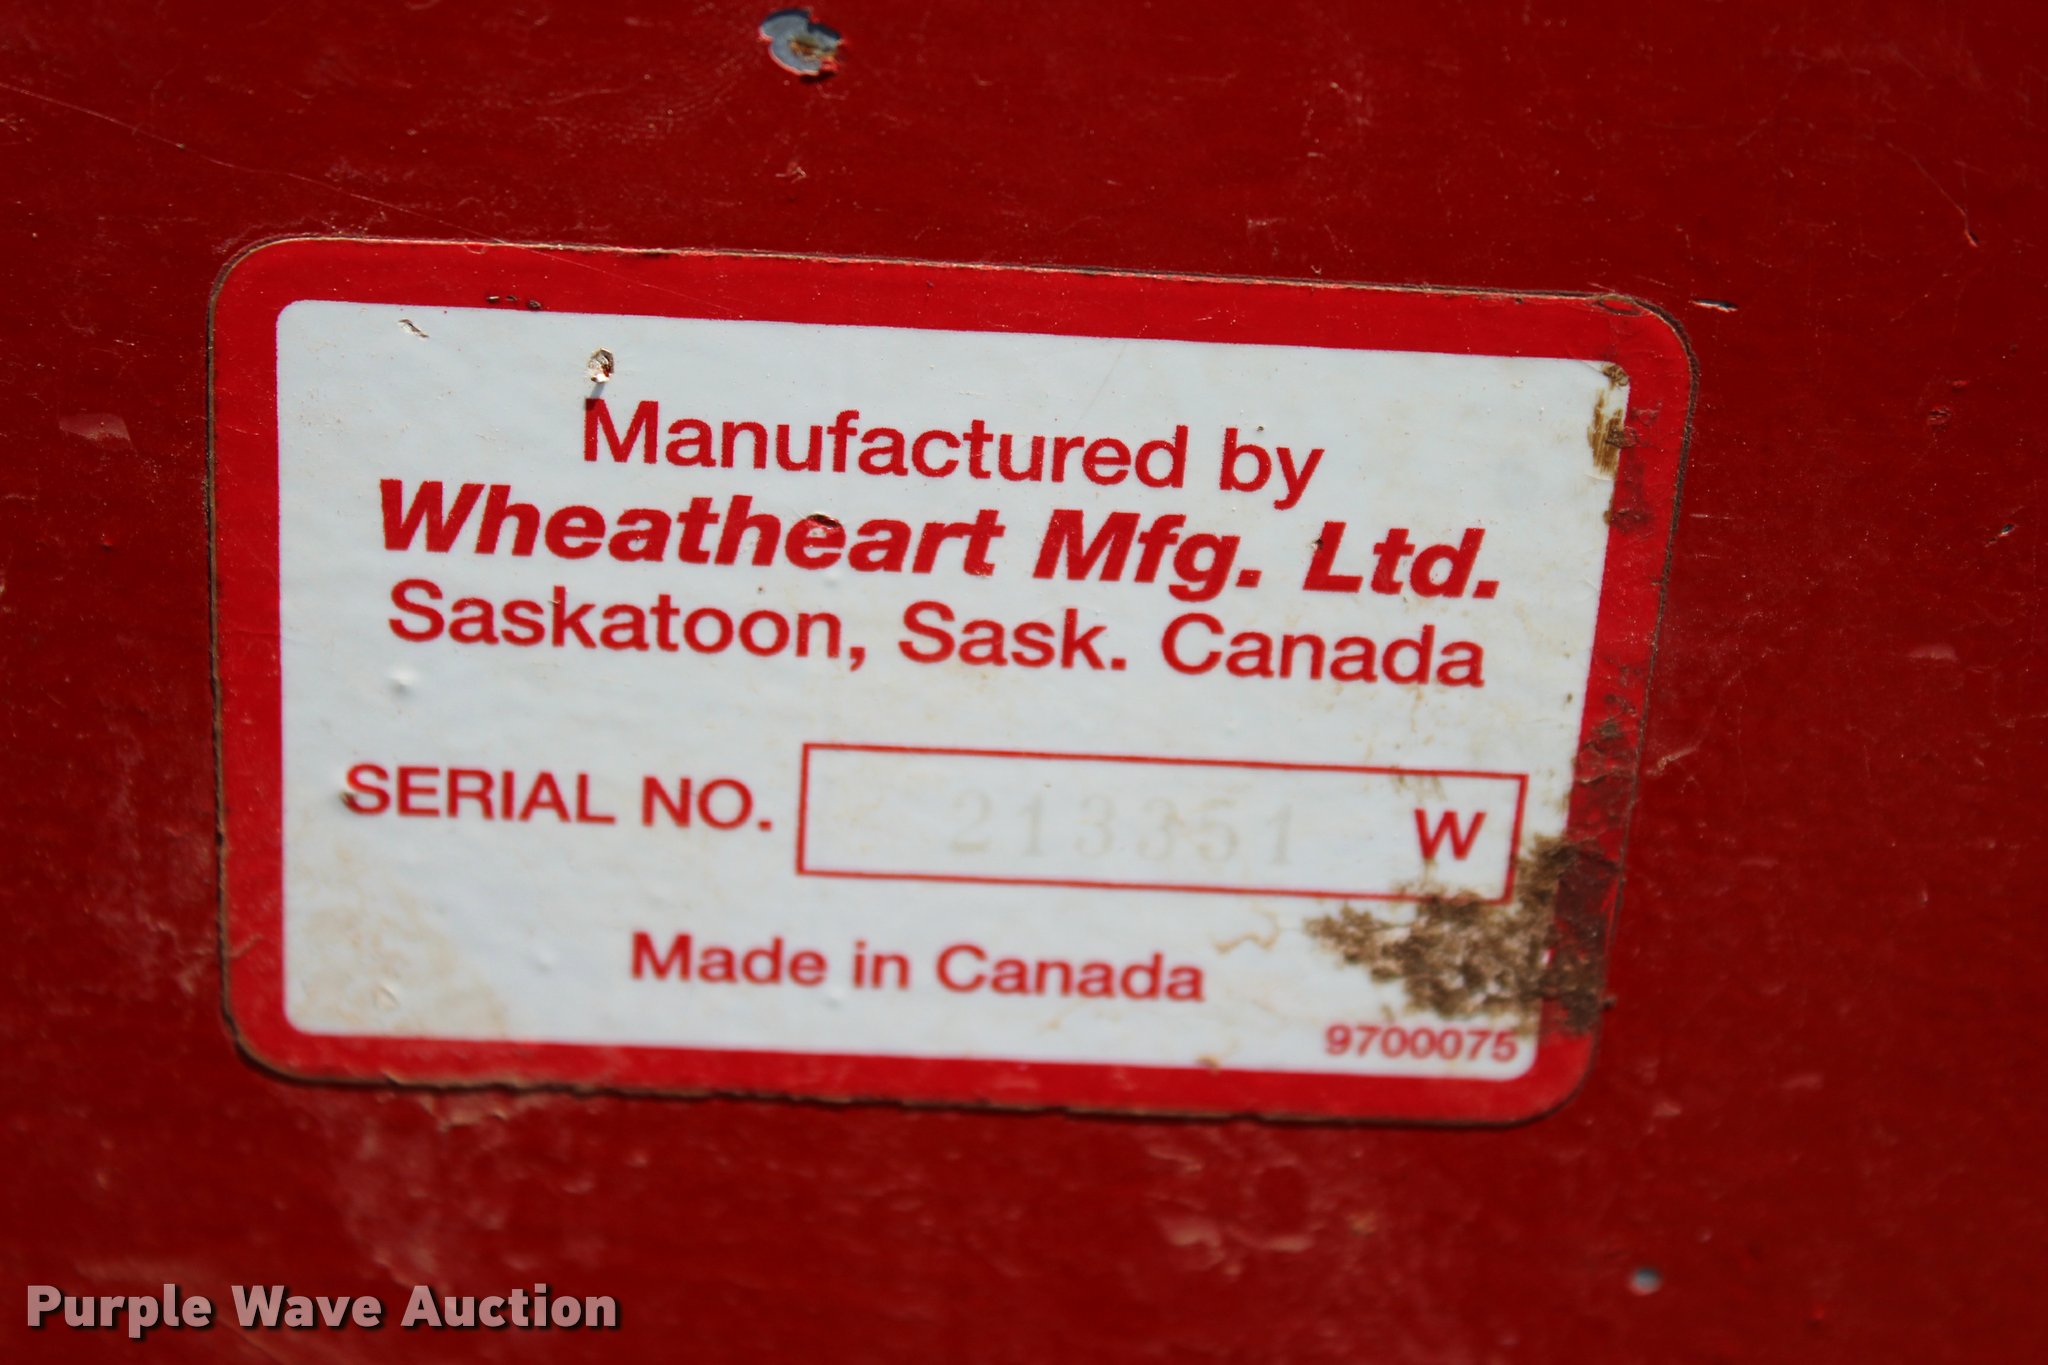 Manufactured by
Wheatheart Mfg. Ltd.
Saskatoon, Sask. Canada
SERIAL NO. 213351 W
Made in Canada
9700075
Purple Wave Auction